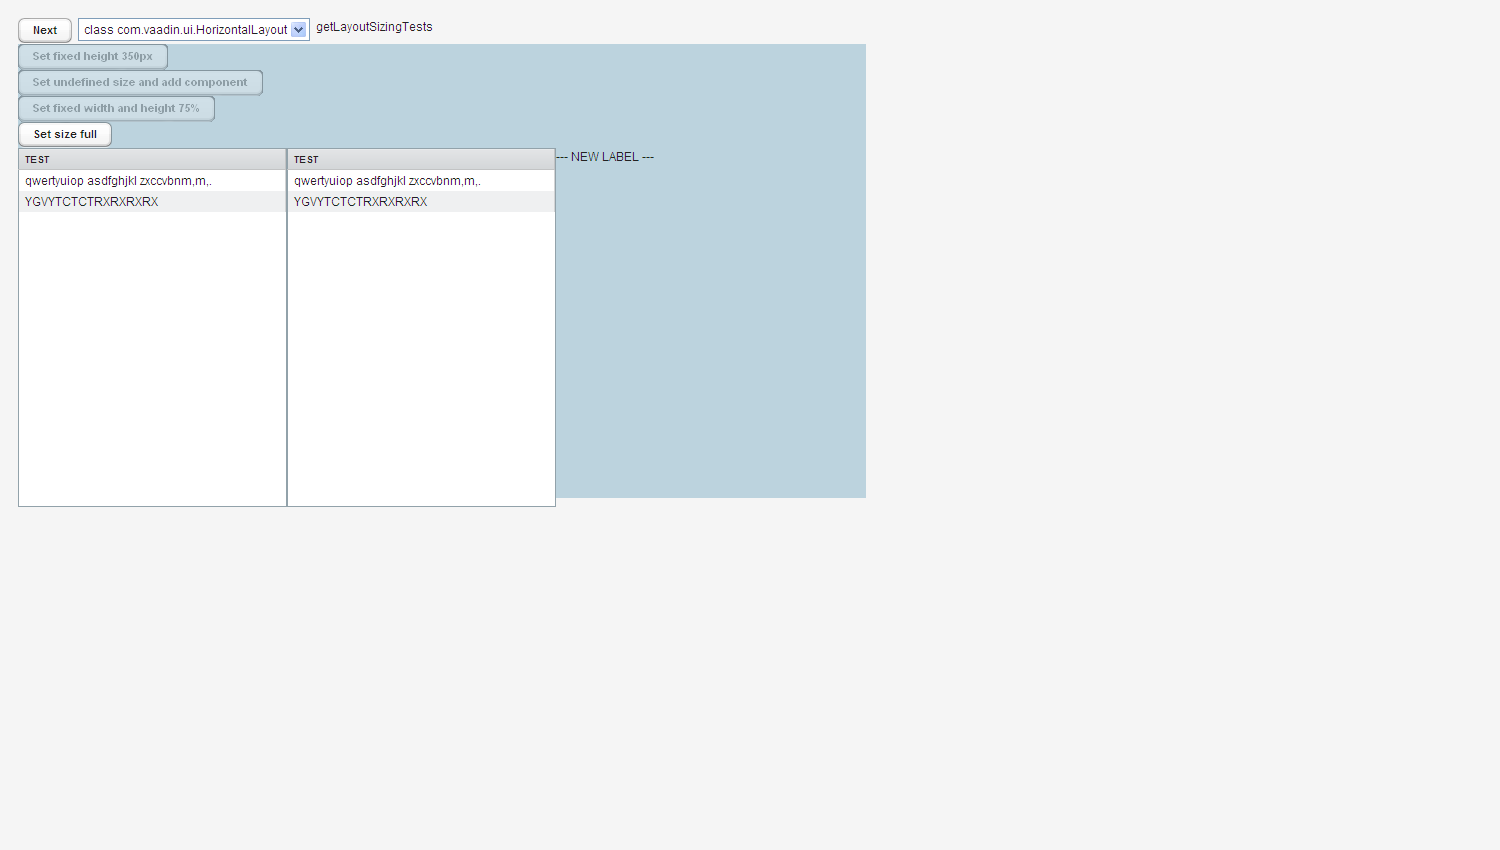 Next class com.vaadin.ui.HorizontalLayout getLayoutSizingTests
Set fixed height 350px
Set undefined size and add component
Set fixed width and height 75%
Set size full
TEST TEST --- NEW LABEL ---
qwertyuiop asdfghjkl zxccvbnm,m,. qwertyuiop asdfghjkl zxccvbnm,m,.
YGVYTCTCTRXRXRXRX YGVYTCTCTRXRXRXRX